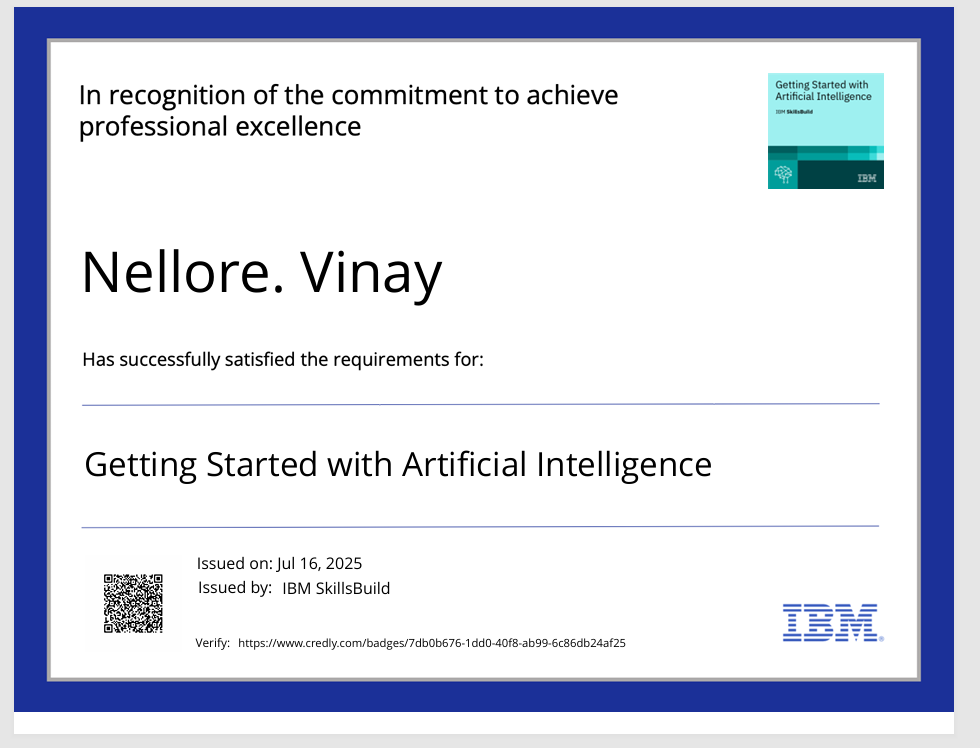 In recognition of the commitment to achieve
professional excellence
Getting Started with
Artificial Intelligence
IBM SkillsBuild
IBM
Nellore. Vinay
Has successfully satisfied the requirements for:
Getting Started with Artificial Intelligence
Issued on: Jul 16, 2025
Issued by: IBM SkillsBuild
Verify: https://www.credly.com/badges/7db0b676-1dd0-40f8-ab99-6c86db24af25
IBM®